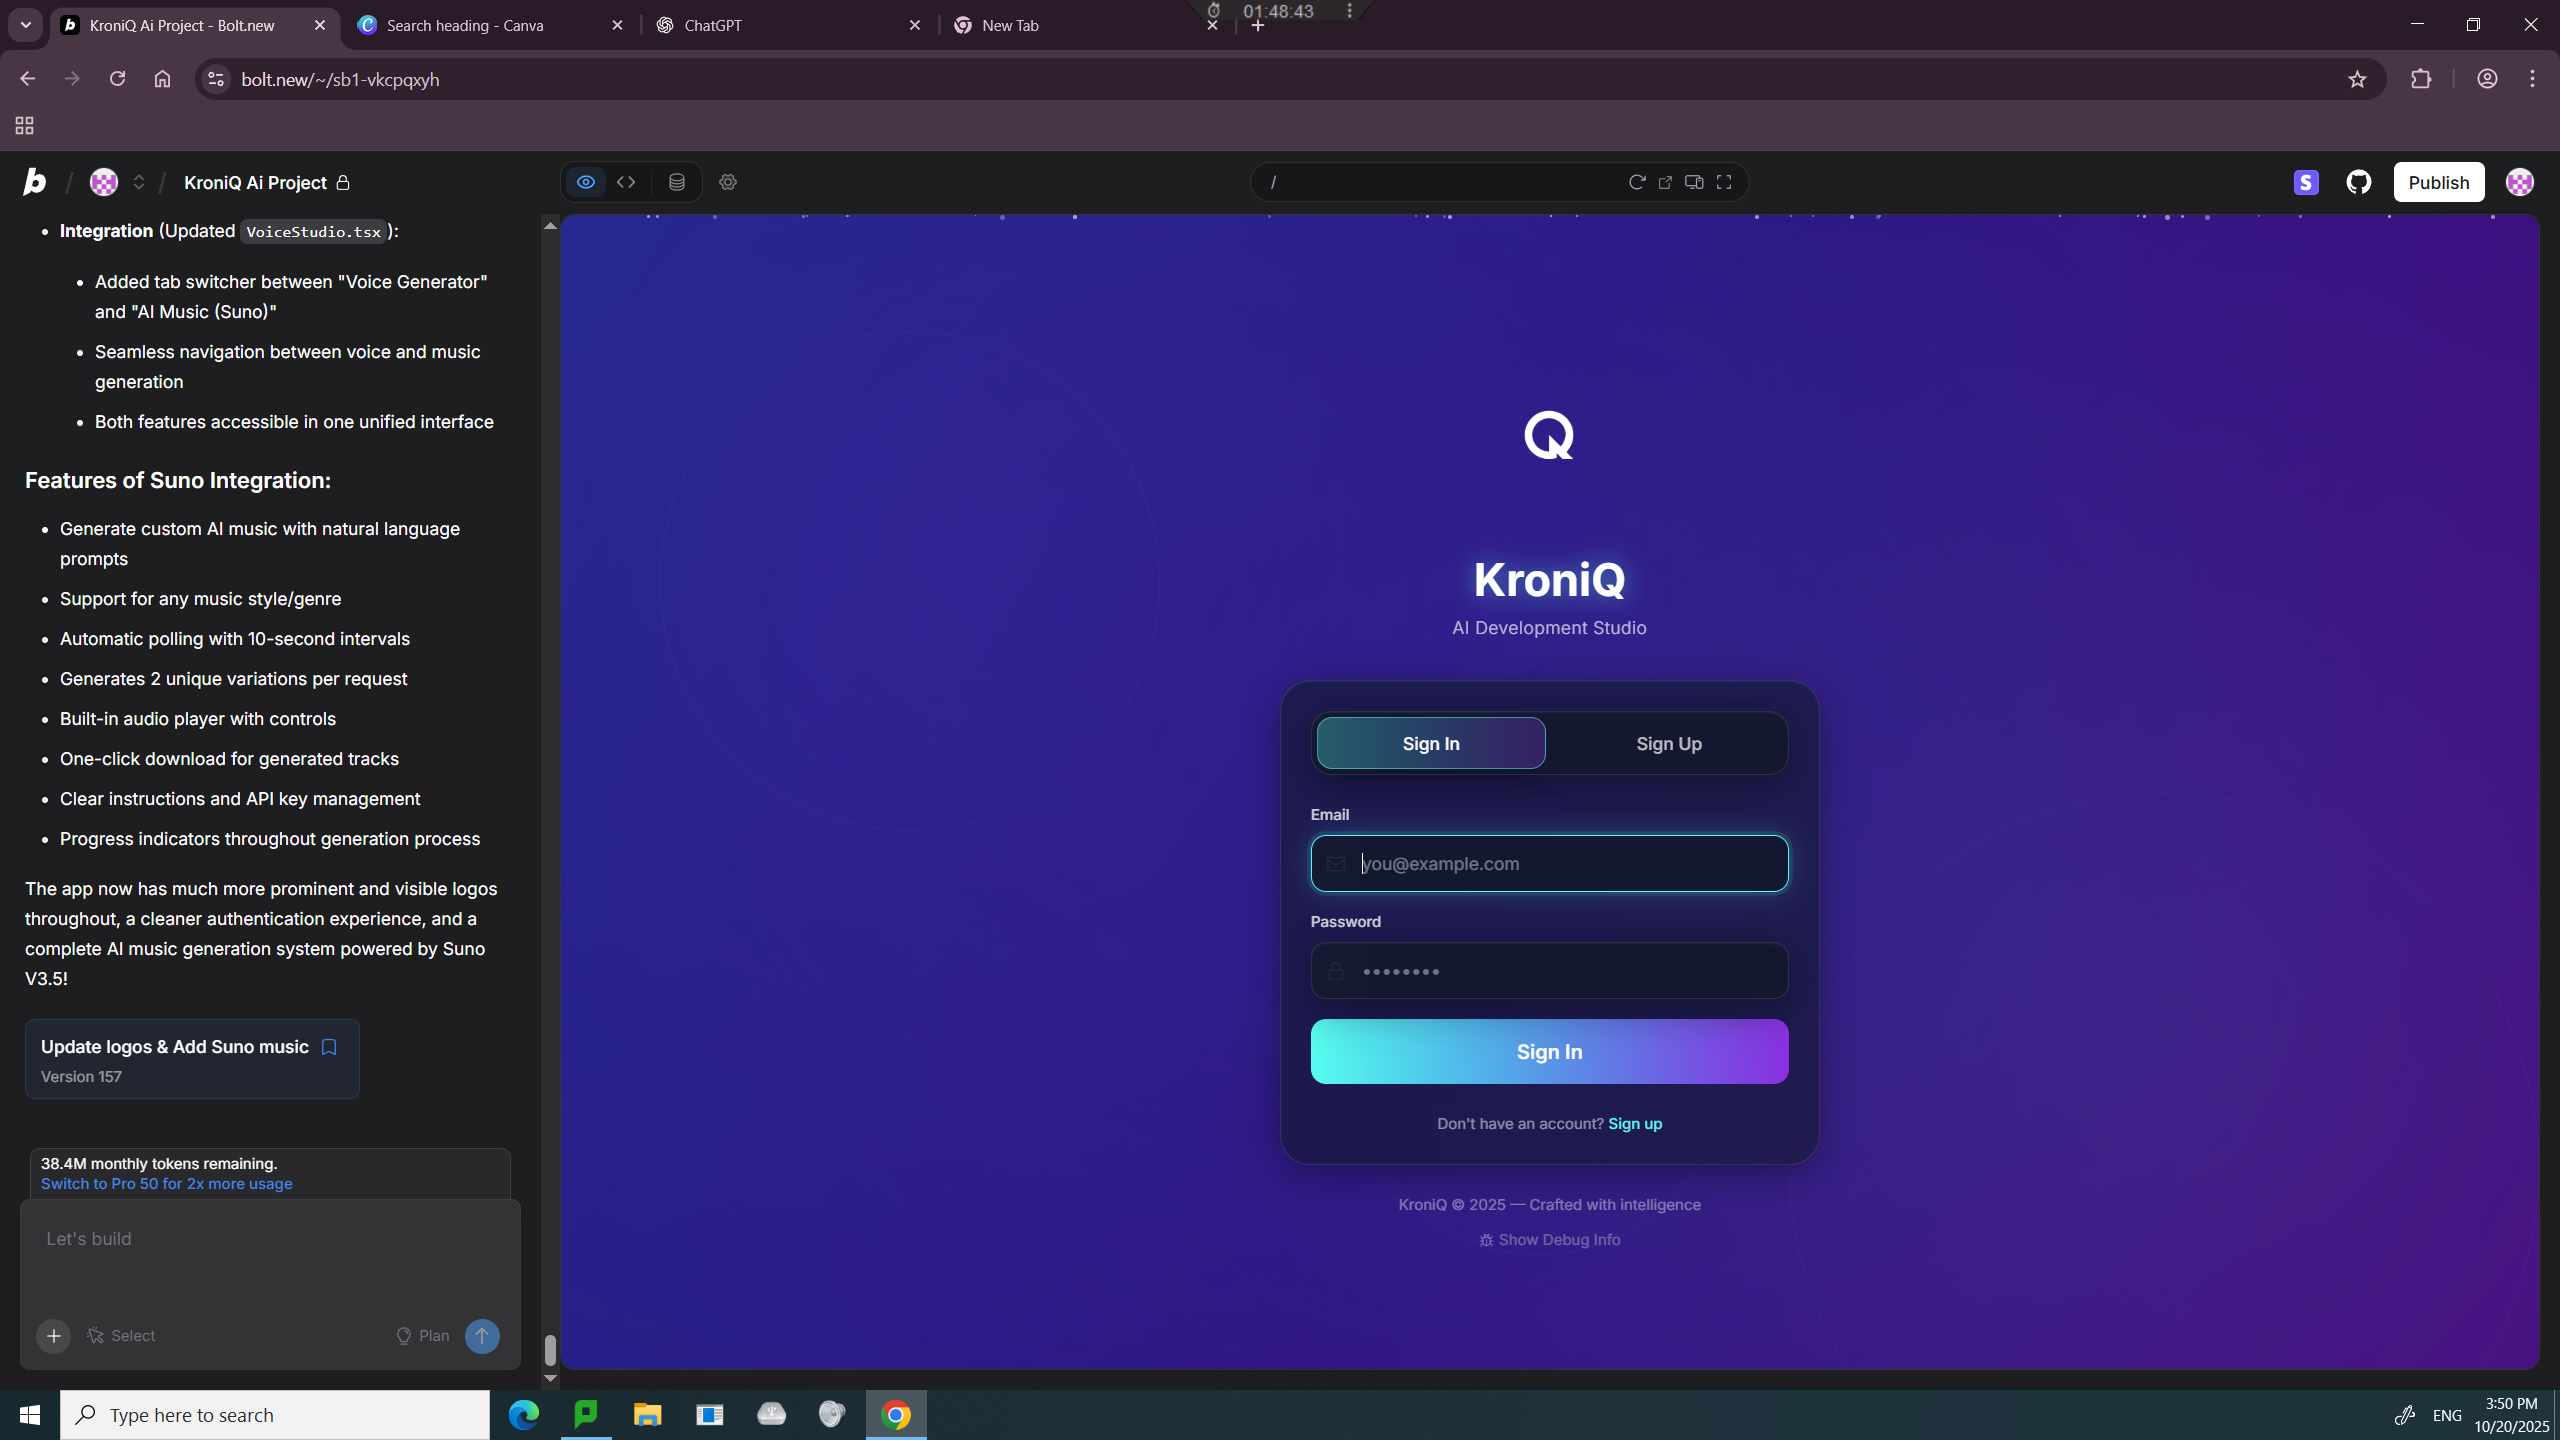 KroniQ Ai Project - Bolt.new
Search heading - Canva
ChatGPT
New Tab
01:48:43
bolt.new/~/sb1-vkcpqxyh
b
KroniQ Ai Project
/
S
Publish
Integration (Updated VoiceStudio.tsx):
Added tab switcher between "Voice Generator"
and "AI Music (Suno)"
Seamless navigation between voice and music
generation
Both features accessible in one unified interface
Features of Suno Integration:
Generate custom AI music with natural language
prompts
Support for any music style/genre
Automatic polling with 10-second intervals
Generates 2 unique variations per request
Built-in audio player with controls
One-click download for generated tracks
Clear instructions and API key management
Progress indicators throughout generation process
The app now has much more prominent and visible logos
throughout, a cleaner authentication experience, and a
complete AI music generation system powered by Suno
V3.5!
Update logos & Add Suno music
Version 157
38.4M monthly tokens remaining.
Switch to Pro 50 for 2x more usage
Let's build
Select
Plan
Q
KroniQ
AI Development Studio
Sign In
Sign Up
Email
you@example.com
Password
••••••••
Sign In
Don't have an account? Sign up
KroniQ © 2025 — Crafted with intelligence
Show Debug Info
Type here to search
ENG
3:50 PM
10/20/2025